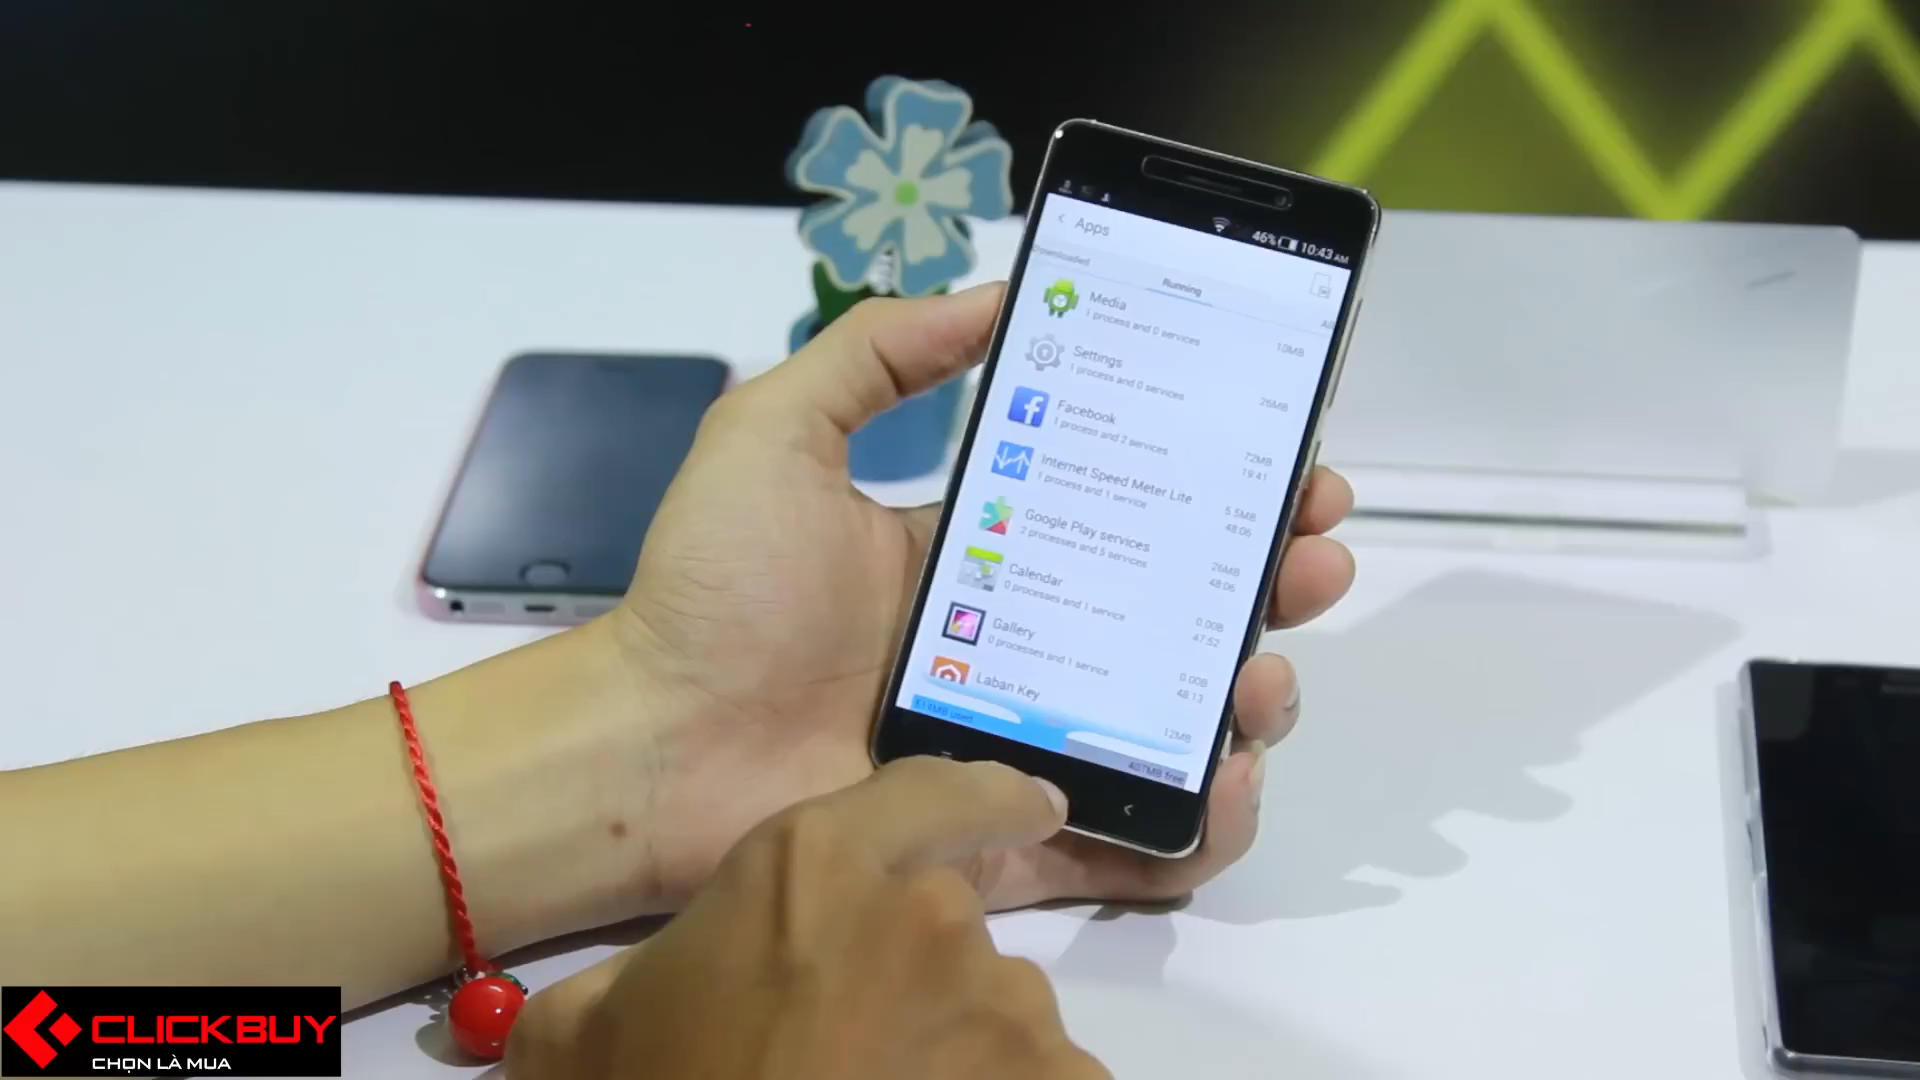 46% 10:43 AM
Apps
Downloaded
Running
All
Media
1 process and 0 services
10MB
Settings
1 process and 0 services
26MB
Facebook
1 process and 2 services
72MB
19:41
Internet Speed Meter Lite
1 process and 1 service
5.5MB
48:06
Google Play services
2 processes and 5 services
26MB
48:06
Calendar
0 processes and 1 service
0.00B
47:52
Gallery
0 processes and 1 service
0.00B
48:13
Laban Key
12MB
514MB used
407MB free
CLICKBUY
CHỌN LÀ MUA